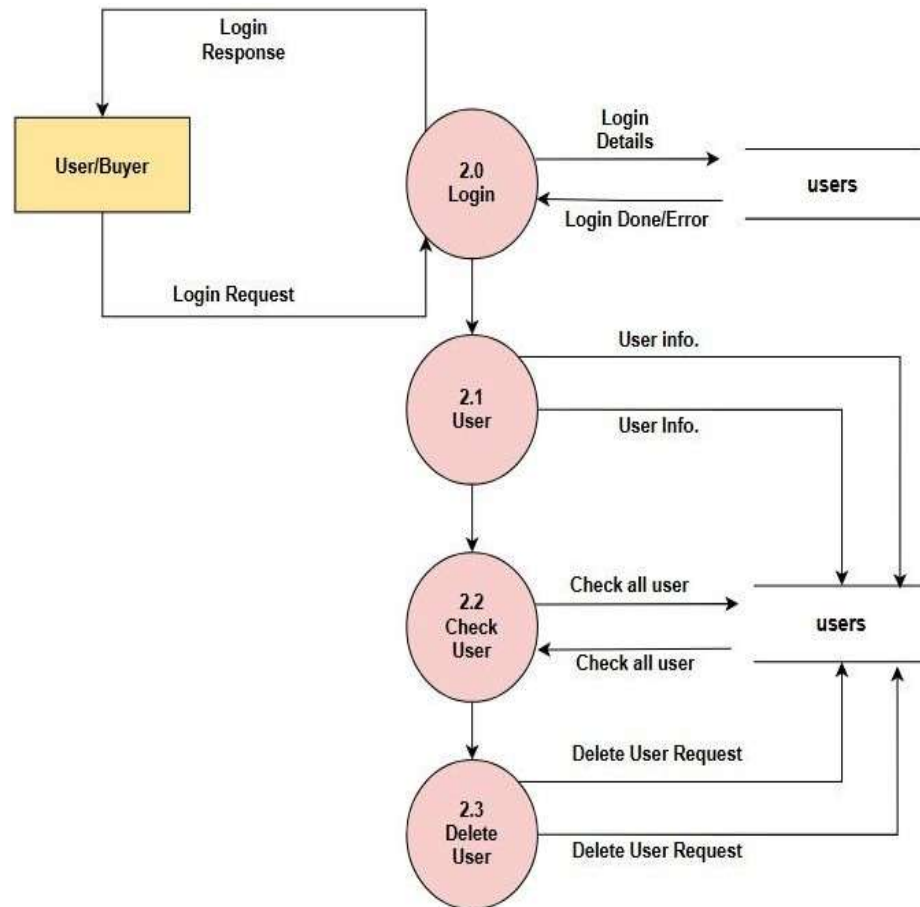 Login
Response
User/Buyer
Login Request
2.0
Login
Login
Details
Login Done/Error
users
2.1
User
User info.
User Info.
2.2
Check
User
Check all user
Check all user
users
2.3
Delete
User
Delete User Request
Delete User Request